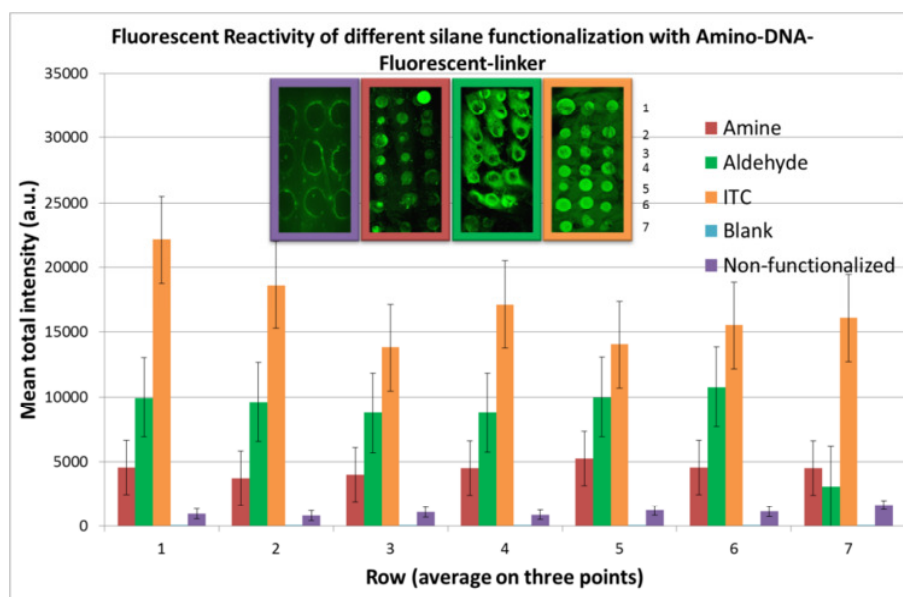 Fluorescent Reactivity of different silane functionalization with Amino-DNA-
Fluorescent-linker
35000
30000
25000
20000
15000
10000
5000
0
Mean total intensity (a.u.)
1
2
3
4
5
6
7
Amine
Aldehyde
ITC
Blank
Non-functionalized
1 2 3 4 5 6 7
Row (average on three points)